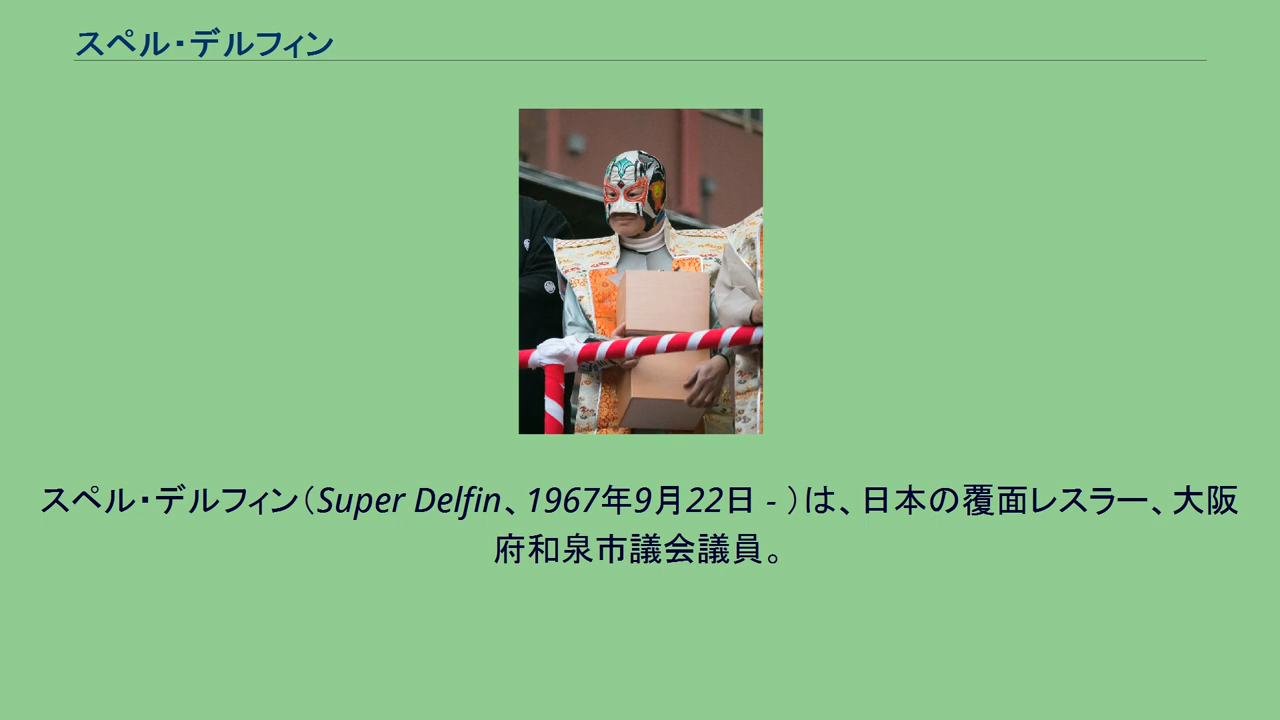 スペル・デルフィン
スペル・デルフィン（Super Delfin、1967年9月22日 - ）は、日本の覆面レスラー、大阪
府和泉市議会議員。